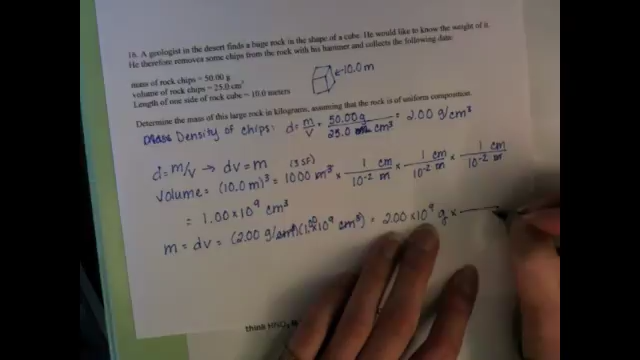 16. A geologist in the desert finds a huge rock in the shape of a cube. He would like to know the weight of it.
He therefore removes some chips from the rock with his hammer and collects the following data:
mass of rock chips = 50.00 g
volume of rock chips = 25.0 cm³
Length of one side of rock cube = 10.0 meters
←10.0 m
Determine the mass of this large rock in kilograms, assuming that the rock is of uniform composition.
Density of chips: d = m/V = 50.00 g / 25.0 cm³ = 2.00 g/cm³
d = m/V → dV = m
(3 SF)
volume = (10.0 m)³ = 1000 m³ × 1 cm / 10⁻² m × 1 cm / 10⁻² m × 1 cm / 10⁻² m
= 1.00 × 10⁹ cm³
m = dV = (2.00 g/cm³)(1.00 × 10⁹ cm³) = 2.00 × 10⁹ g ×
think HNO₃